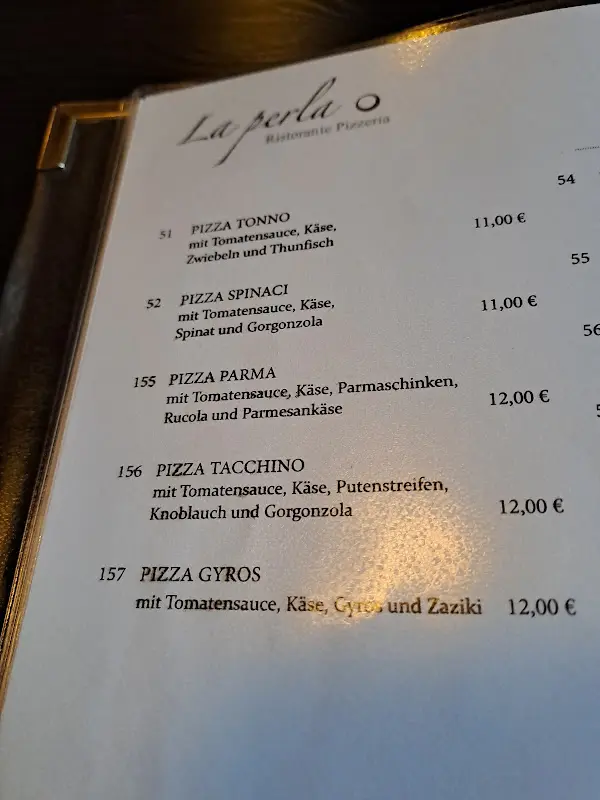 La perla
Ristorante Pizzeria
51 PIZZA TONNO
mit Tomatensauce, Käse,
Zwiebeln und Thunfisch
11,00 €
52 PIZZA SPINACI
mit Tomatensauce, Käse,
Spinat und Gorgonzola
11,00 €
155 PIZZA PARMA
mit Tomatensauce, Käse, Parmaschinken,
Rucola und Parmesankäse
12,00 €
156 PIZZA TACCHINO
mit Tomatensauce, Käse, Putenstreifen,
Knoblauch und Gorgonzola
12,00 €
157 PIZZA GYROS
mit Tomatensauce, Käse, Gyros und Zaziki 12,00 €
54
55
56